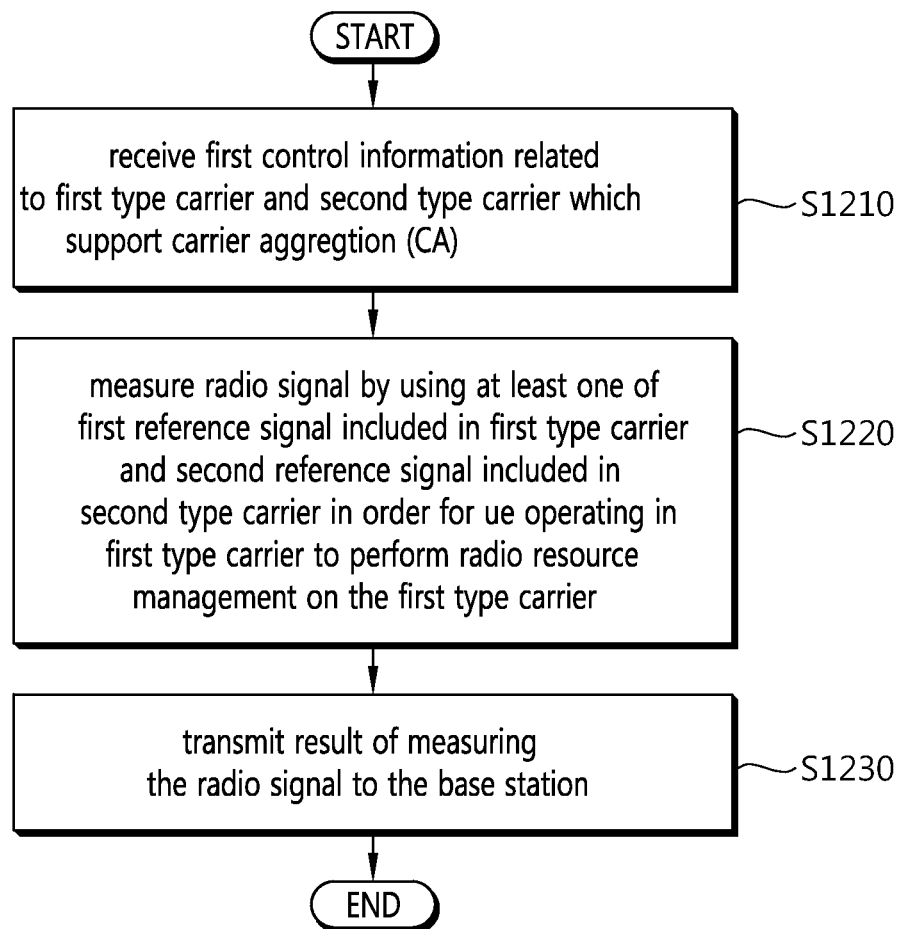 START
receive first control information related
to first type carrier and second type carrier which
support carrier aggregtion (CA)
S1210
measure radio signal by using at least one of
first reference signal included in first type carrier
and second reference signal included in
second type carrier in order for ue operating in
first type carrier to perform radio resource
management on the first type carrier
S1220
transmit result of measuring
the radio signal to the base station
S1230
END